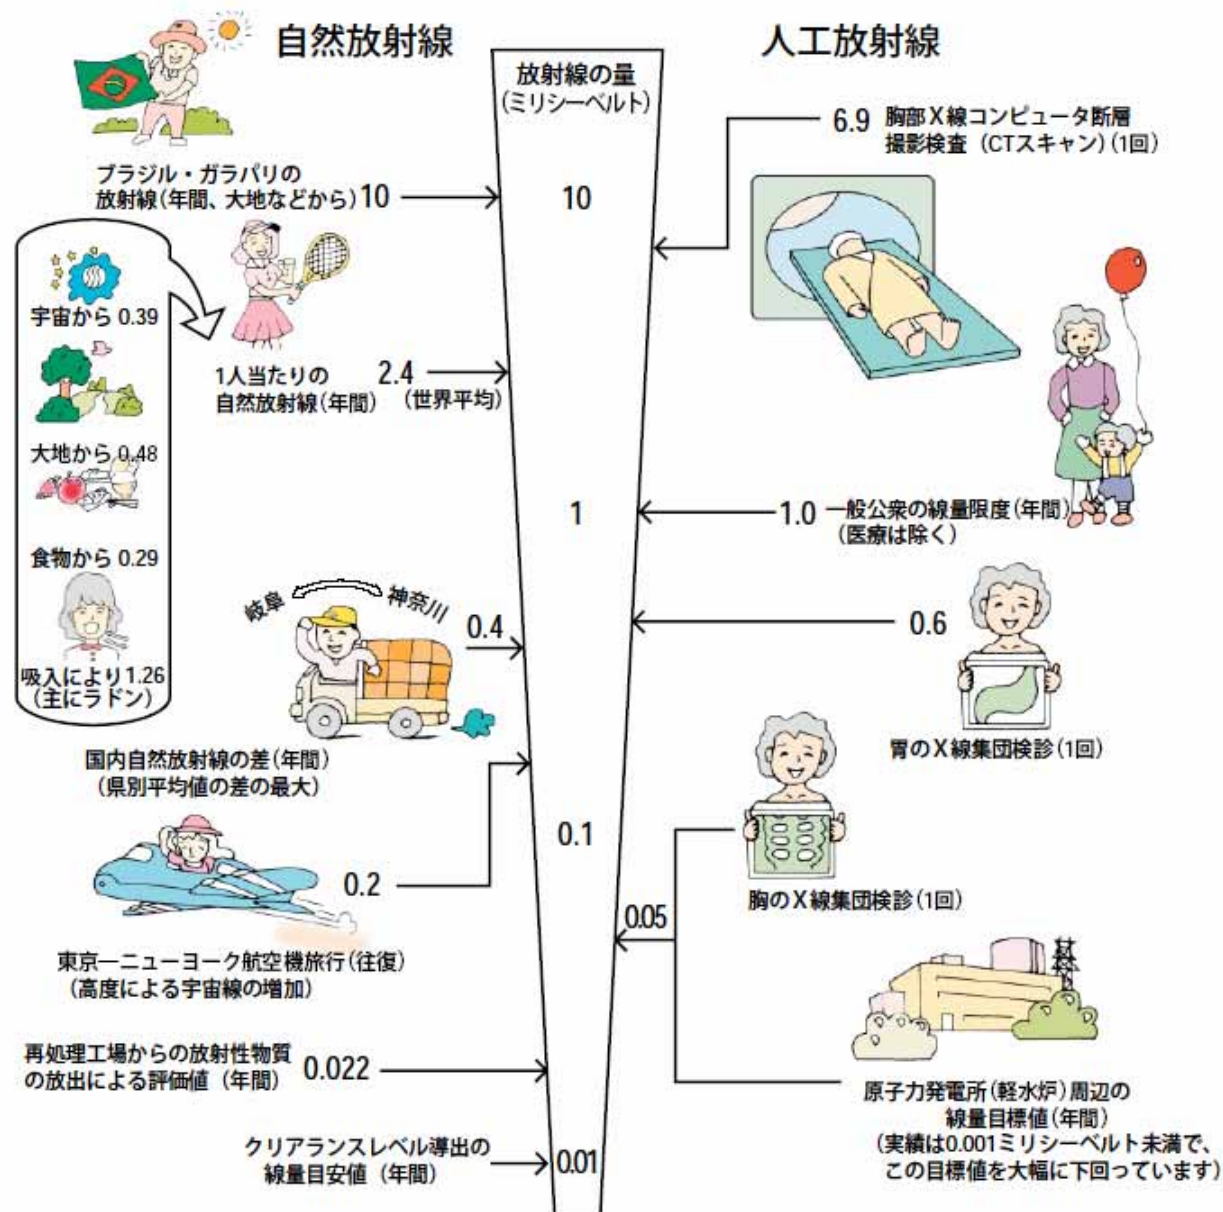 自然放射線
人工放射線
放射線の量
(ミリシーベルト)
10
1
0.1
0.01
ブラジル・ガラパリの
放射線(年間、大地などから)10
宇宙から 0.39
大地から 0.48
食物から 0.29
吸入により1.26
(主にラドン)
1人当たりの
自然放射線(年間)
2.4
(世界平均)
岐阜
神奈川
0.4
国内自然放射線の差(年間)
(県別平均値の差の最大)
0.2
東京ーニューヨーク航空機旅行(往復)
(高度による宇宙線の増加)
再処理工場からの放射性物質
の放出による評価値(年間)
0.022
クリアランスレベル導出の
線量目安値(年間)
6.9 胸部X線コンピュータ断層
撮影検査(CTスキャン)(1回)
1.0 一般公衆の線量限度(年間)
(医療は除く)
0.6
胃のX線集団検診(1回)
胸のX線集団検診(1回)
0.05
原子力発電所(軽水炉)周辺の
線量目標値(年間)
(実績は0.001ミリシーベルト未満で、
この目標値を大幅に下回っています)